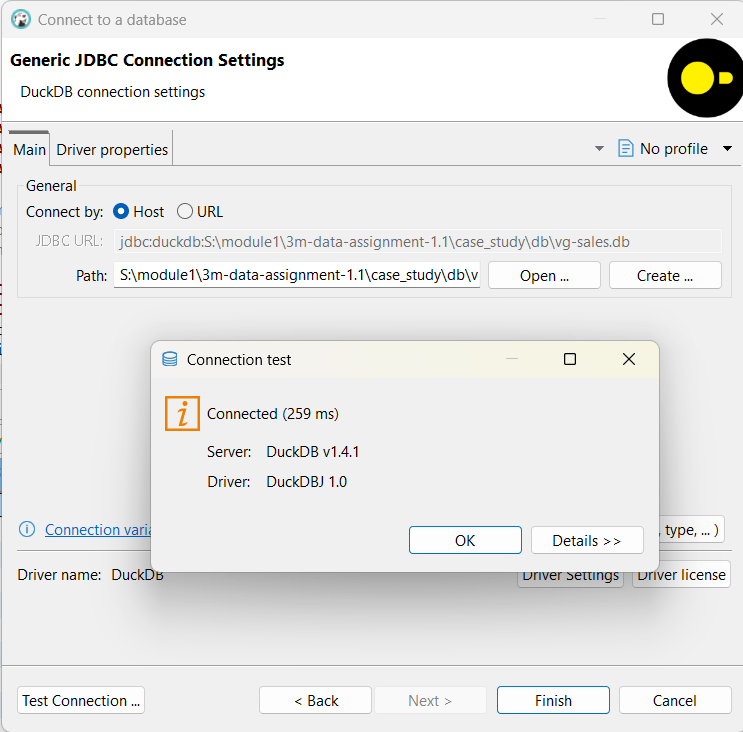 Connect to a database
Generic JDBC Connection Settings
DuckDB connection settings
Main Driver properties
No profile
General
Connect by: Host URL
JDBC URL: jdbc:duckdb:S:\module1\3m-data-assignment-1.1\case_study\db\vg-sales.db
Path: S:\module1\3m-data-assignment-1.1\case_study\db\v Open ... Create ...
Connection test
Connected (259 ms)
Server: DuckDB v1.4.1
Driver: DuckDBJ 1.0
OK Details >>
Connection varia , type, ... )
Driver name: DuckDB Driver Settings Driver license
Test Connection ... < Back Next > Finish Cancel